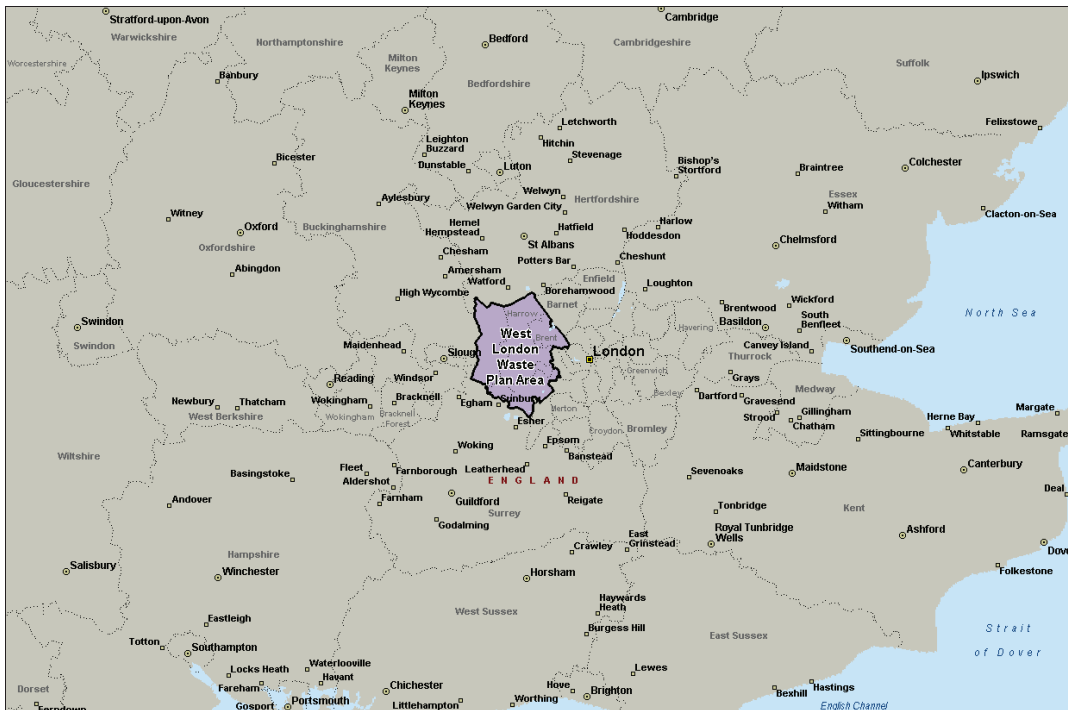 Stratford-upon-Avon
Cambridge
Warwickshire
Northamptonshire
Bedford
Cambridgeshire
Worcestershire
Milton
Keynes
Suffolk
Banbury
Bedfordshire
Ipswich
Milton
Keynes
Letchworth
Felixstowe
Leighton
Buzzard
Hitchin
Bicester
Dunstable
Stevenage
Bishop's
Stortford
Braintree
Colchester
Luton
Gloucestershire
Welwyn
Essex
Aylesbury
Hertfordshire
Witney
Welwyn Garden City
Witham
Clacton-on-Sea
Hemel
Hempstead
Harlow
Buckinghamshire
Oxford
Hatfield
Hoddesdon
Oxfordshire
St Albans
Chelmsford
Chesham
Potters Bar
Cheshunt
Abingdon
Amersham
Watford
Enfield
Borehamwood
Loughton
High Wycombe
Barnet
Brentwood
Wickford
Harrow
North Sea
South
Benfleet
Swindon
Havering
Basildon
West
London
Waste
Plan Area
Brent
Swindon
Maidenhead
London
Canvey Island
Southend-on-Sea
Slough
Thurrock
Greenwich
Windsor
Grays
Reading
Medway
Bexley
Dartford
Newbury
Thatcham
Wokingham
Bracknell
Egham
Sunbury
Gravesend
Merton
Strood
Gillingham
Margate
West Berkshire
Wokingham
Bracknell
Forest
Esher
Croydon
Bromley
Chatham
Herne Bay
Whitstable
Ramsgate
Sittingbourne
Wiltshire
Woking
Epsom
Banstead
Basingstoke
Fleet
Farnborough
Leatherhead
Sevenoaks
Maidstone
Canterbury
Aldershot
ENGLAND
Andover
Farnham
Guildford
Reigate
Deal
Surrey
Tonbridge
Kent
Godalming
Royal Tunbridge
Wells
Ashford
East
Grinstead
Crawley
Dove
Hampshire
Salisbury
Winchester
Horsham
Folkestone
Haywards
Heath
West Sussex
Eastleigh
Burgess Hill
East Sussex
Strait
of Dover
Totton
Southampton
Locks Heath
Waterlooville
Lewes
Dorset
Fareham
Havant
Chichester
Hove
Brighton
Bexhill
Hastings
Gosport
Portsmouth
Littlehampton
Worthing
English Channel